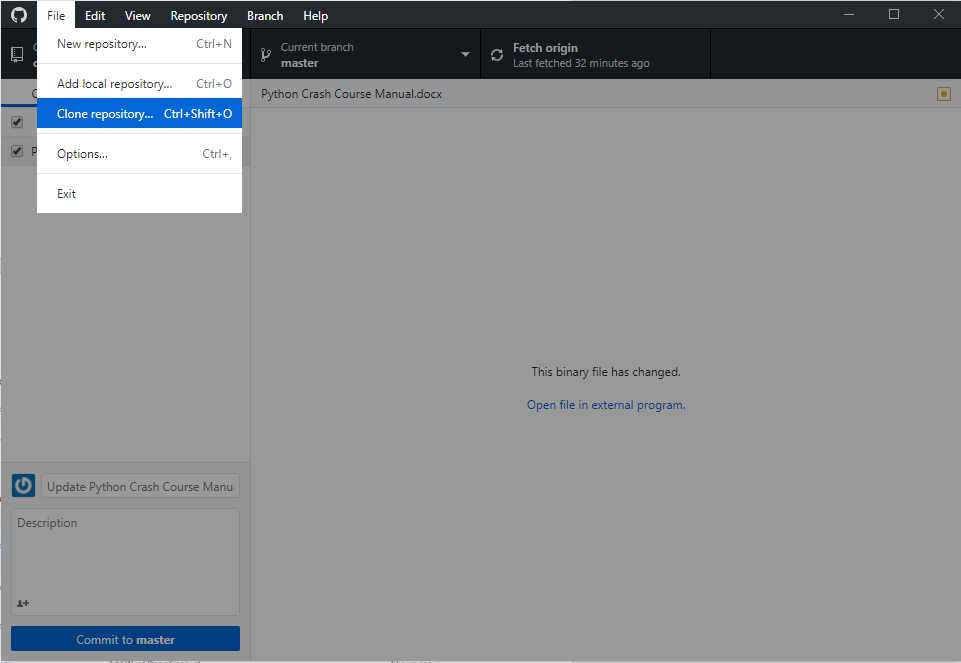 File Edit View Repository Branch Help
New repository... Ctrl+N
Add local repository... Ctrl+O
Clone repository... Ctrl+Shift+O
Options... Ctrl+,
Exit
Current branch
master
Fetch origin
Last fetched 32 minutes ago
Python Crash Course Manual.docx
This binary file has changed.
Open file in external program.
Update Python Crash Course Manu
Description
Commit to master